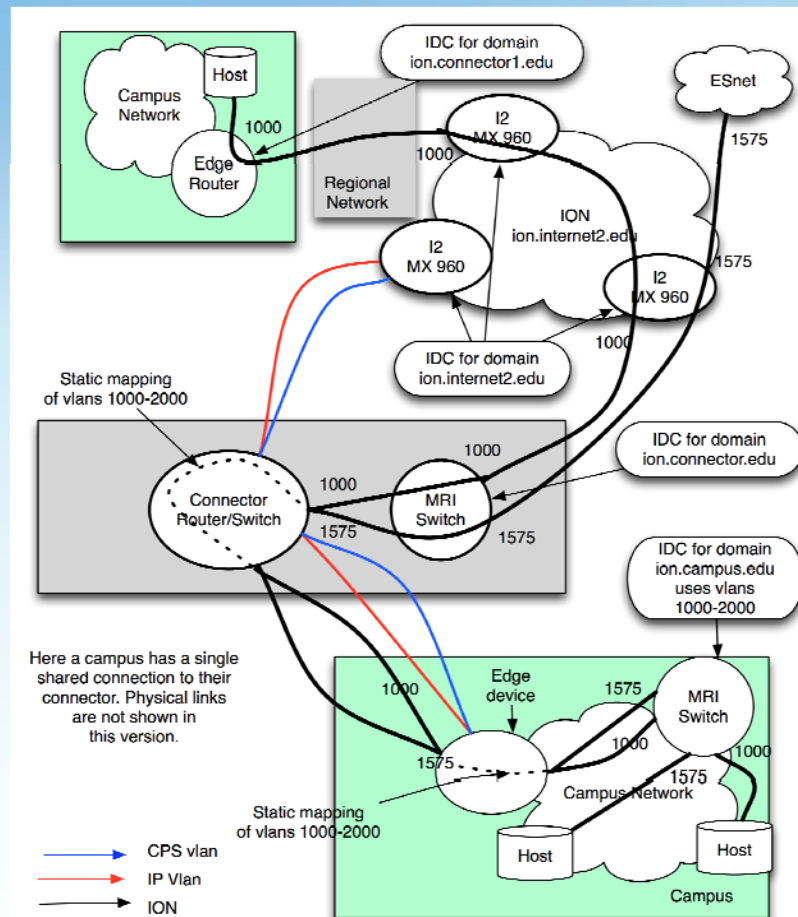 IDC for domain
ion.connector1.edu
Host
Campus
Network
1000
Edge
Router
Regional
Network
I2
MX 960
1000
ESnet
1575
ION
ion.internet2.edu
I2
MX 960
1575
I2
MX 960
1000
IDC for domain
ion.internet2.edu
Static mapping
of vlans 1000-2000
IDC for domain
ion.connector.edu
1000
1000
Connector
Router/Switch
MRI
Switch
1575
1575
IDC for domain
ion.campus.edu
uses vlans
1000-2000
Here a campus has a single
shared connection to their
connector. Physical links
are not shown in
this version.
1000
Edge
device
1575
MRI
Switch
1575
1000
1000
1575
Campus Network
Static mapping
of vlans 1000-2000
Host
Host
Campus
CPS vlan
IP Vlan
ION